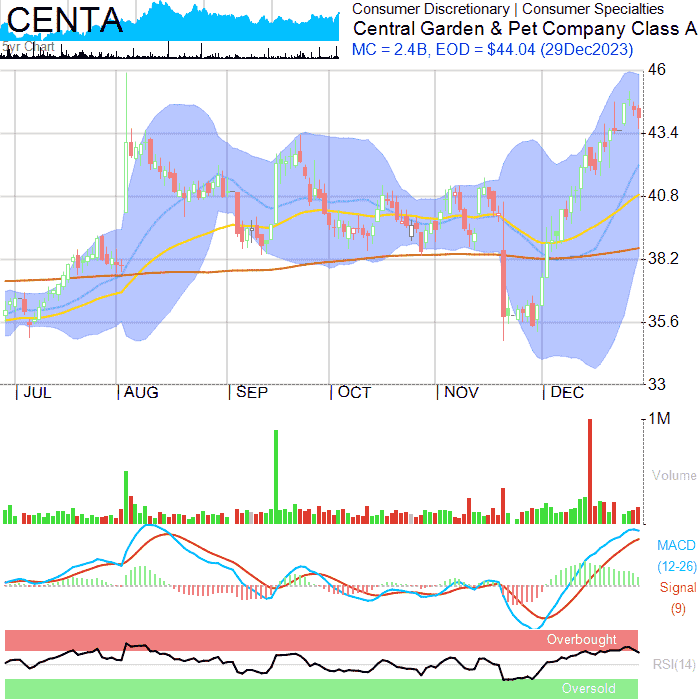 CENTA
5yr Chart
Consumer Discretionary | Consumer Specialties
Central Garden & Pet Company Class A
MC = 2.4B, EOD = $44.04 (29Dec2023)
46
43.4
40.8
38.2
35.6
33
| JUL | AUG | SEP | OCT | NOV | DEC
1M
Volume
MACD
(12-26)
Signal
(9)
Overbought
RSI(14)
Oversold